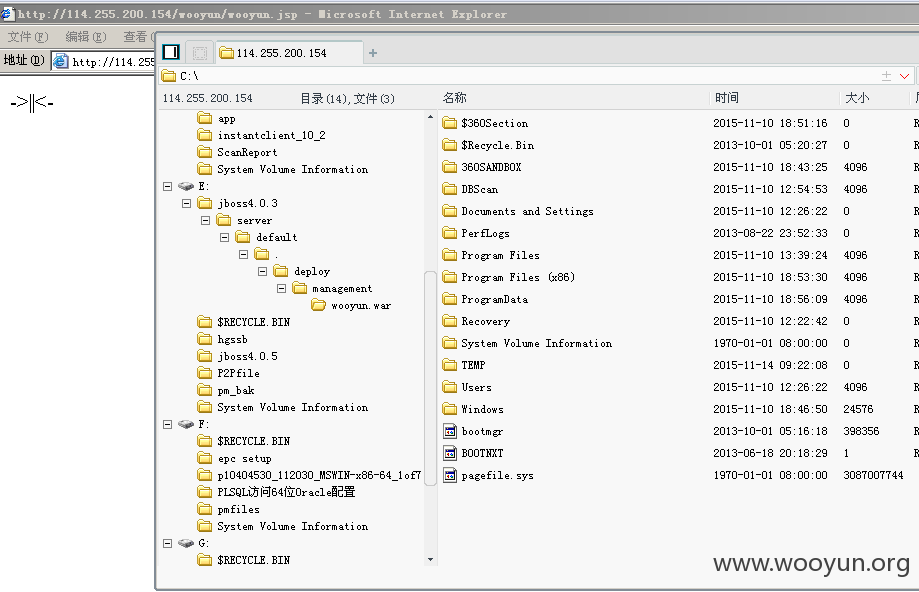 http://114.255.200.154/wooyun/wooyun.jsp - Microsoft Internet Explorer
文件(F) 编辑(E) 查看
地址(D) http://114.255
->||<-
114.255.200.154 +
C:\
114.255.200.154 目录(14),文件(3)
app
instantclient_10_2
ScanReport
System Volume Information
E:
jboss4.0.3
server
default
.
deploy
management
wooyun.war
$RECYCLE.BIN
hgssb
jboss4.0.5
P2Pfile
pm_bak
System Volume Information
F:
$RECYCLE.BIN
epc setup
p10404530_112030_MSWIN-x86-64_1of7
PLSQL访问64位Oracle配置
pmfiles
System Volume Information
G:
$RECYCLE.BIN
名称 时间 大小
$360Section 2015-11-10 18:51:16 0 R
$Recycle.Bin 2013-10-01 05:20:27 0 R
360SANDBOX 2015-11-10 18:43:25 4096 R
DBScan 2015-11-10 12:54:53 4096 R
Documents and Settings 2015-11-10 12:26:22 0 R
PerfLogs 2013-08-22 23:52:33 0 R
Program Files 2015-11-10 13:39:24 4096 R
Program Files (x86) 2015-11-10 18:53:30 4096 R
ProgramData 2015-11-10 18:56:09 4096 R
Recovery 2015-11-10 12:22:42 0 R
System Volume Information 1970-01-01 08:00:00 0 R
TEMP 2015-11-14 09:22:08 0 R
Users 2015-11-10 12:26:22 4096 R
Windows 2015-11-10 18:46:50 24576 R
bootmgr 2013-10-01 05:16:18 398356 R
BOOTNXT 2013-06-18 20:18:29 1 R
pagefile.sys 1970-01-01 08:00:00 3087007744 R
www.wooyun.org